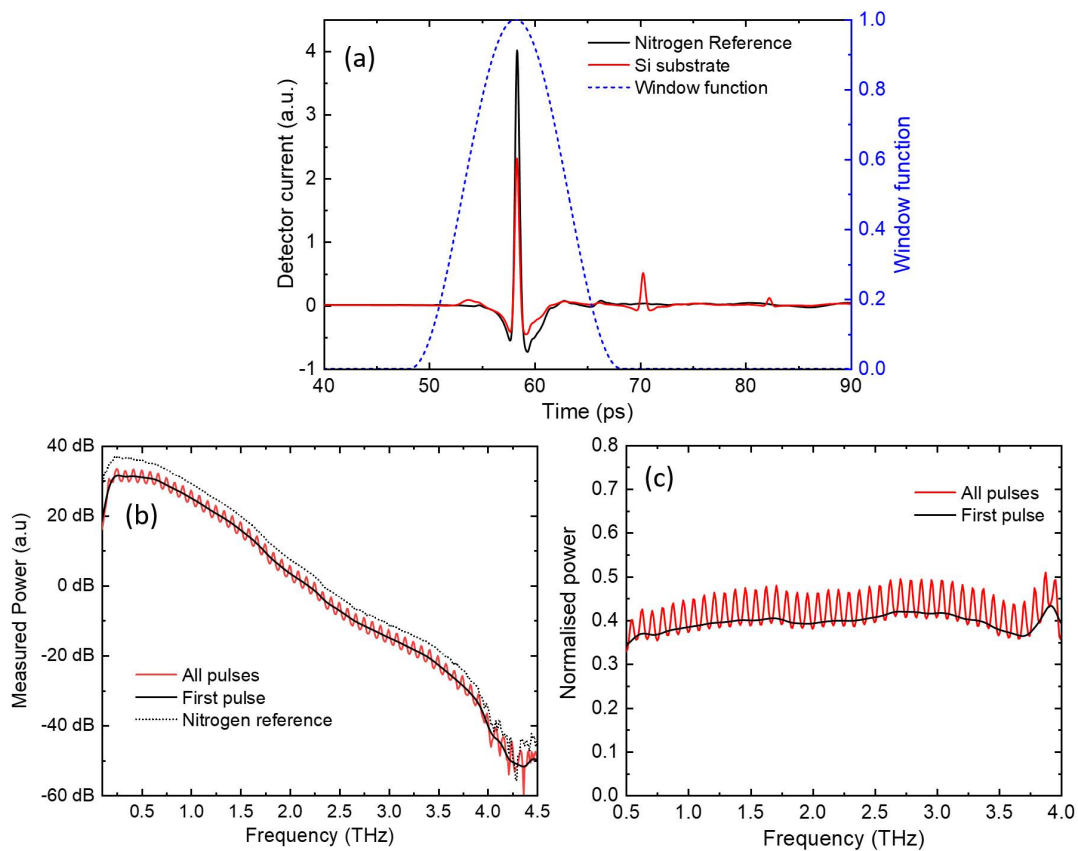 (a)
Nitrogen Reference
Si substrate
Window function
Detector current (a.u.)
4
3
2
1
0
-1
1.0
0.8
0.6
0.4
0.2
0.0
Window function
40 50 60 70 80 90
Time (ps)
(b)
Measured Power (a.u)
40 dB
20 dB
0 dB
-20 dB
-40 dB
-60 dB
All pulses
First pulse
Nitrogen reference
0.5 1.0 1.5 2.0 2.5 3.0 3.5 4.0 4.5
Frequency (THz)
(c)
Normalised power
0.8
0.7
0.6
0.5
0.4
0.3
0.2
0.1
0.0
All pulses
First pulse
0.5 1.0 1.5 2.0 2.5 3.0 3.5 4.0
Frequency (THz)